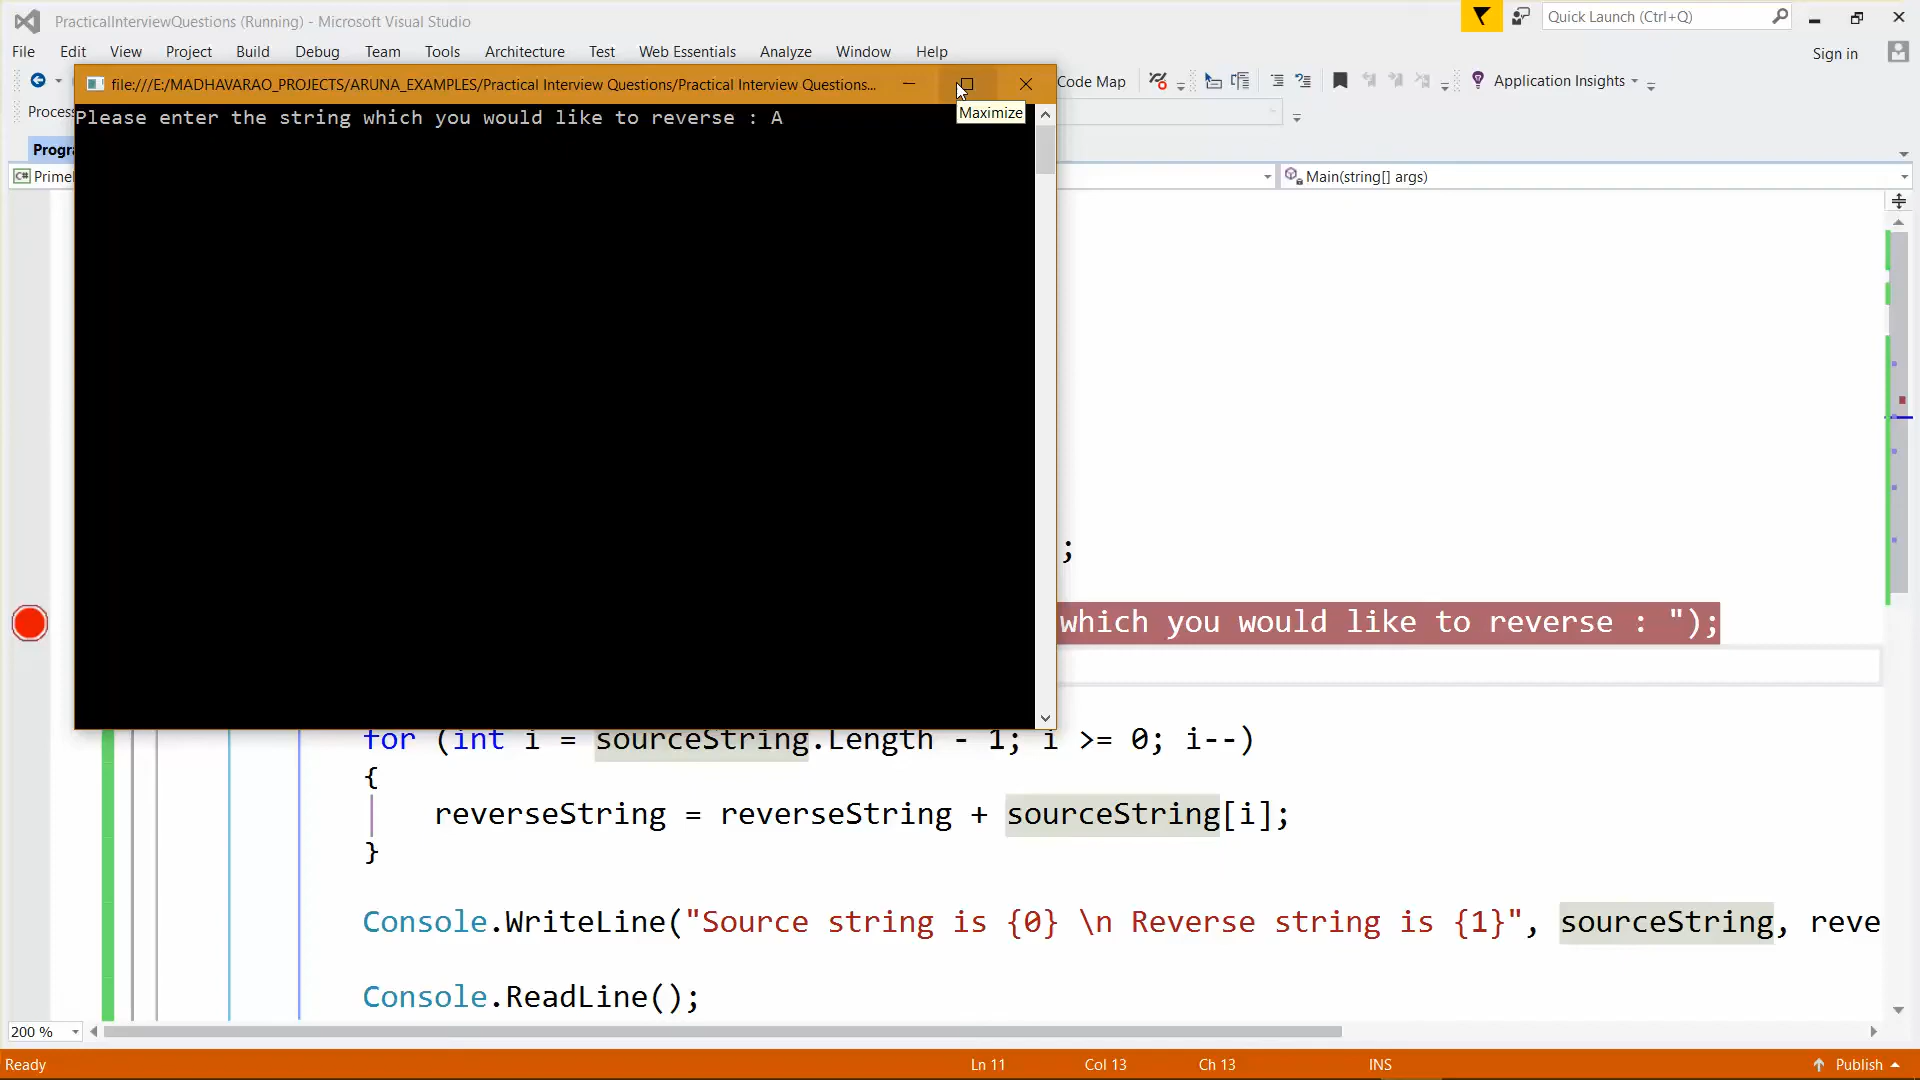 PracticalInterviewQuestions (Running) - Microsoft Visual Studio
Quick Launch (Ctrl+Q)
File Edit View Project Build Debug Team Tools Architecture Test Web Essentials Analyze Window Help
Sign in
file:///E:/MADHAVARAO_PROJECTS/ARUNA_EXAMPLES/Practical Interview Questions/Practical Interview Questions...
Code Map
Application Insights
Maximize
Process
Please enter the string which you would like to reverse : A
Progra
C# Prime
Main(string[] args)
;
which you would like to reverse : ");
for (int i = sourceString.Length - 1; i >= 0; i--)
{
reverseString = reverseString + sourceString[i];
}
Console.WriteLine("Source string is {0} \n Reverse string is {1}", sourceString, reve
Console.ReadLine();
200 %
Ready
Ln 11
Col 13
Ch 13
INS
Publish